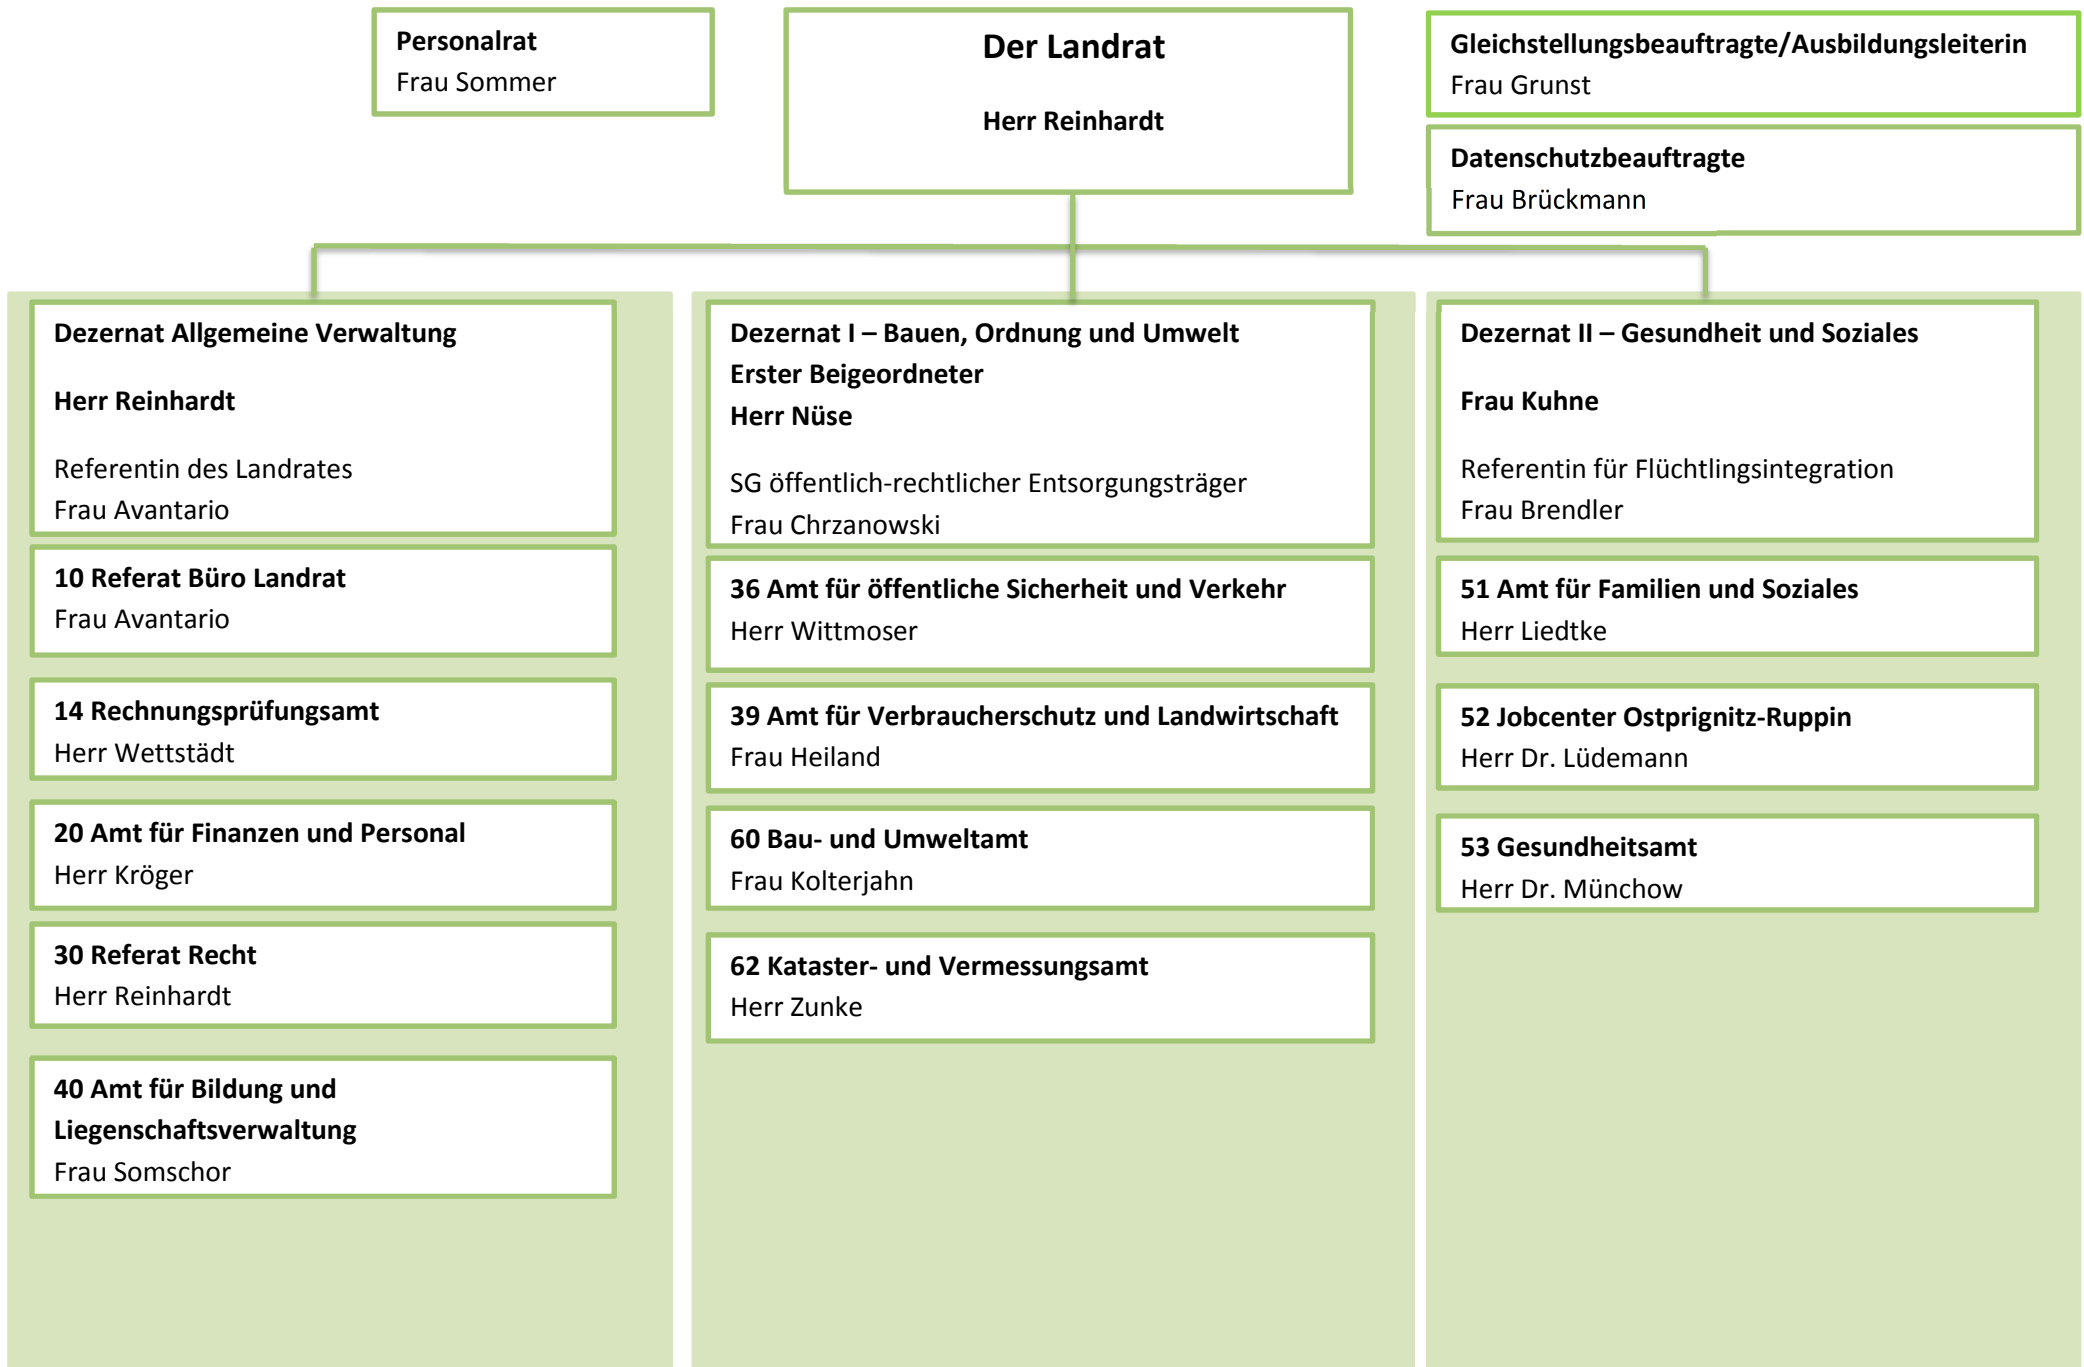 Personalrat
Frau Sommer
Der Landrat
Herr Reinhardt
Gleichstellungsbeauftragte/Ausbildungsleiterin
Frau Grunst
Datenschutzbeauftragte
Frau Brückmann
Dezernat Allgemeine Verwaltung
Herr Reinhardt
Referentin des Landrates
Frau Avantario
10 Referat Büro Landrat
Frau Avantario
14 Rechnungsprüfungsamt
Herr Wettstädt
20 Amt für Finanzen und Personal
Herr Kröger
30 Referat Recht
Herr Reinhardt
40 Amt für Bildung und
Liegenschaftsverwaltung
Frau Somschor
Dezernat I – Bauen, Ordnung und Umwelt
Erster Beigeordneter
Herr Nüse
SG öffentlich-rechtlicher Entsorgungsträger
Frau Chrzanowski
36 Amt für öffentliche Sicherheit und Verkehr
Herr Wittmoser
39 Amt für Verbraucherschutz und Landwirtschaft
Frau Heiland
60 Bau- und Umweltamt
Frau Kolterjahn
62 Kataster- und Vermessungsamt
Herr Zunke
Dezernat II – Gesundheit und Soziales
Frau Kuhne
Referentin für Flüchtlingsintegration
Frau Brendler
51 Amt für Familien und Soziales
Herr Liedtke
52 Jobcenter Ostprignitz-Ruppin
Herr Dr. Lüdemann
53 Gesundheitsamt
Herr Dr. Münchow